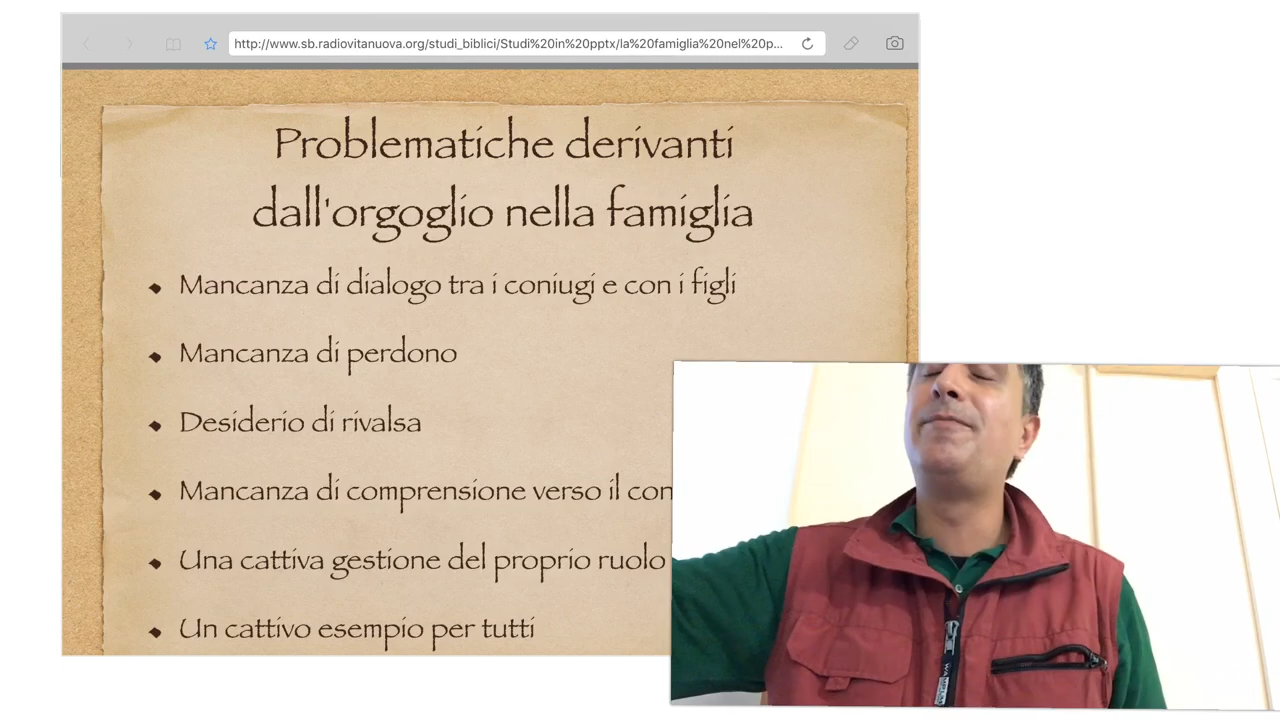 http://www.sb.radiovitanuova.org/studi_biblici/Studi%20in%20pptx/la%20famiglia%20nel%20p...
Problematiche derivanti
dall'orgoglio nella famiglia
Mancanza di dialogo tra i coniugi e con i figli
Mancanza di perdono
Desiderio di rivalsa
Mancanza di comprensione verso il con
Una cattiva gestione del proprio ruolo
Un cattivo esempio per tutti